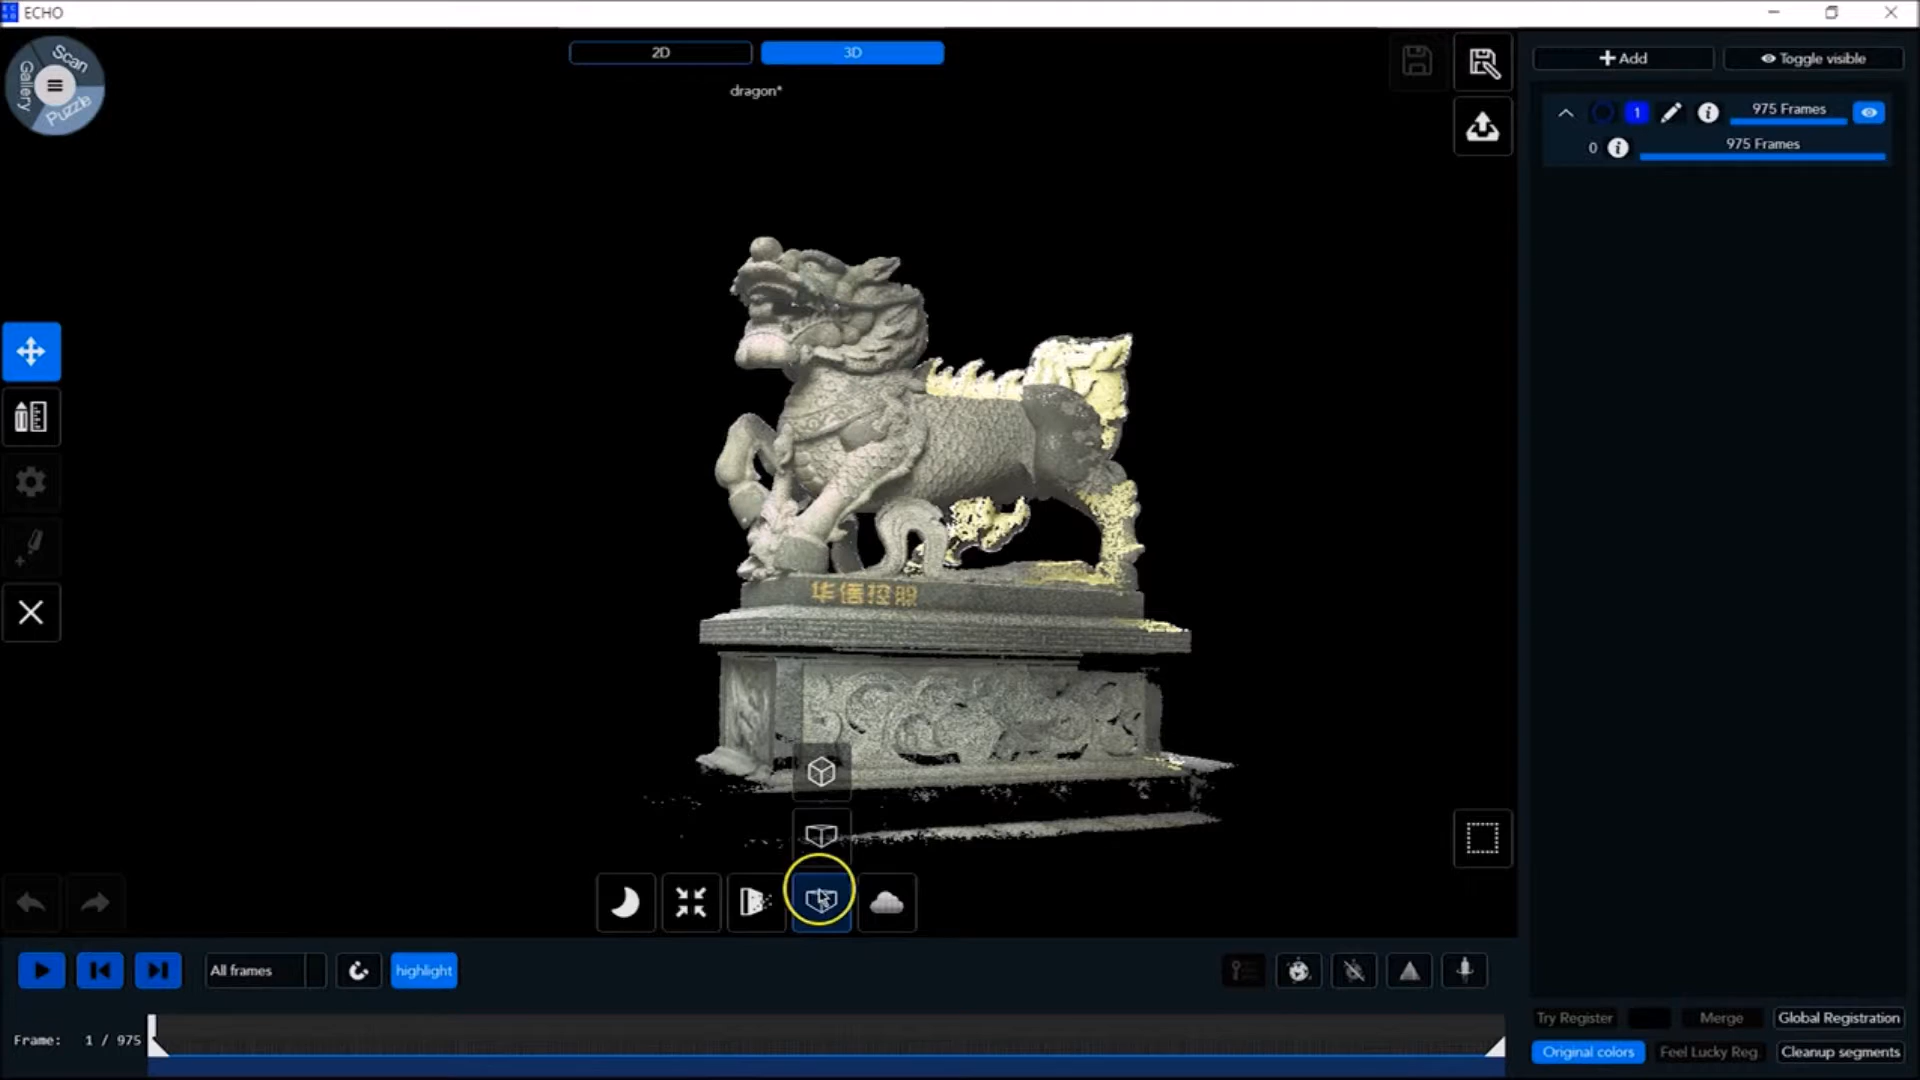 ECHO
Scan
Gallery
Puzzle
2D
3D
dragon*
Add
Toggle visible
1
975 Frames
0
975 Frames
华信控股
All frames
highlight
Frame: 1 / 975
Try Register
Merge
Global Registration
Original colors
Feel Lucky Reg
Cleanup segments